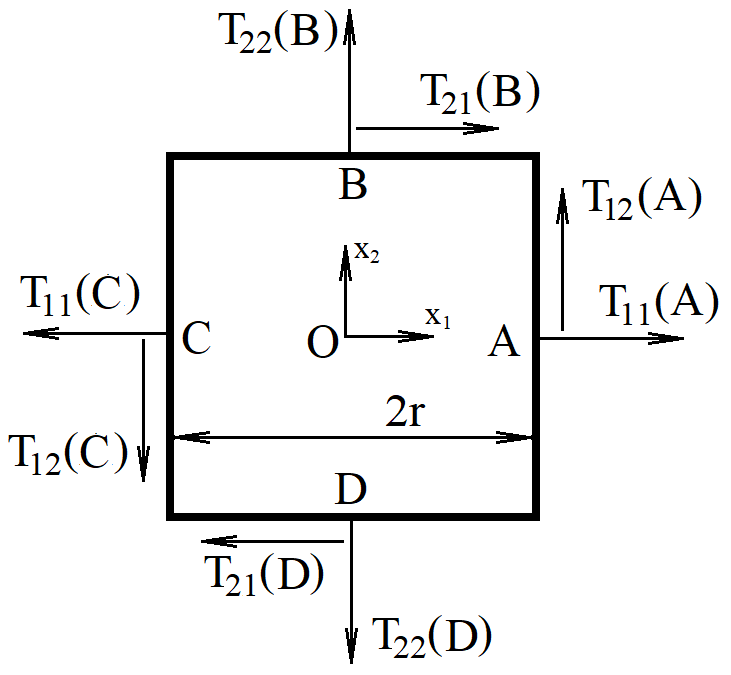 T₂₂(B)
T₂₁(B)
B
T₁₂(A)
x₂
T₁₁(C)
T₁₁(A)
x₁
C
O
A
2r
T₁₂(C)
D
T₂₁(D)
T₂₂(D)